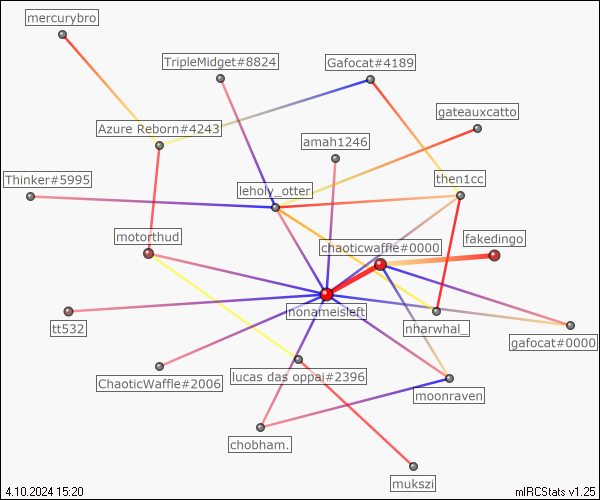 mercurybro
TripleMidget#8824
Gafocat#4189
gateauxcatto
Azure Reborn#4243
amah1246
Thinker#5995
leholy_otter
then1cc
motorthud
chaoticwaffle#0000
fakedingo
nonameisleft
tt532
nharwhal_
gafocat#0000
ChaoticWaffle#2006
lucas das oppai#2396
moonraven
chobham.
mukszi
4.10.2024 15:20
mIRCStats v1.25